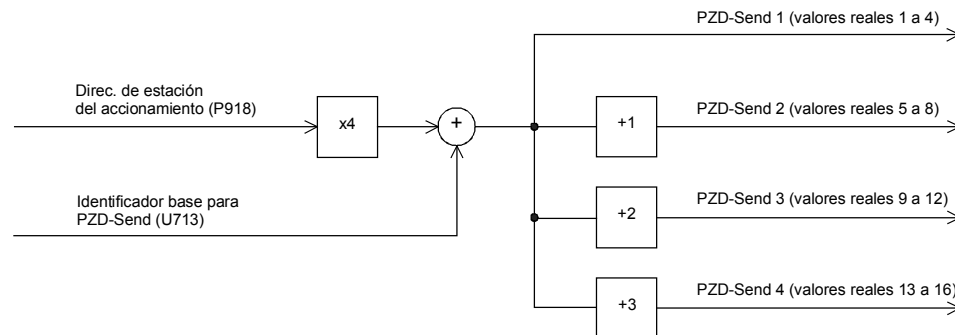 PZD-Send 1 (valores reales 1 a 4)
Direc. de estación
del accionamiento (P918)
x4
+
+1
PZD-Send 2 (valores reales 5 a 8)
Identificador base para
PZD-Send (U713)
+2
PZD-Send 3 (valores reales 9 a 12)
+3
PZD-Send 4 (valores reales 13 a 16)